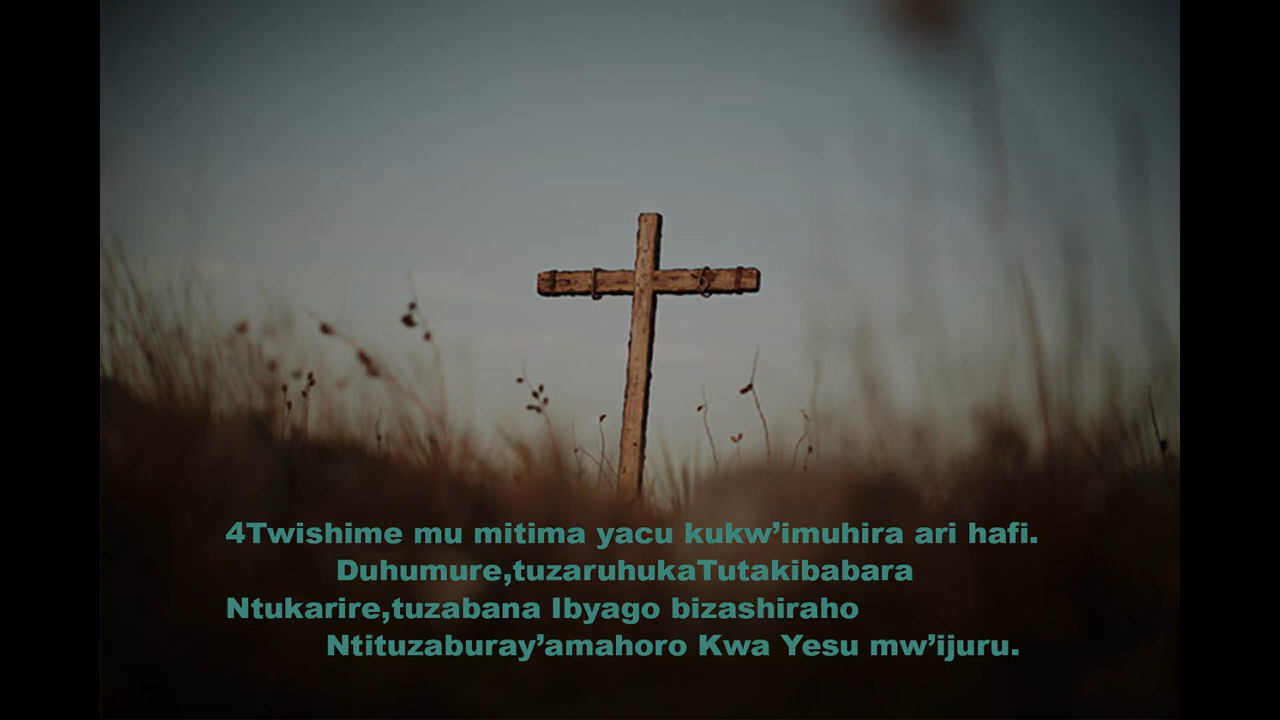 4Twishime mu mitima yacu kukw’imuhira ari hafi.
Duhumure,tuzaruhukaTutakibabara
Ntukarire,tuzabana Ibyago bizashiraho
Ntituzaburay’amahoro Kwa Yesu mw’ijuru.